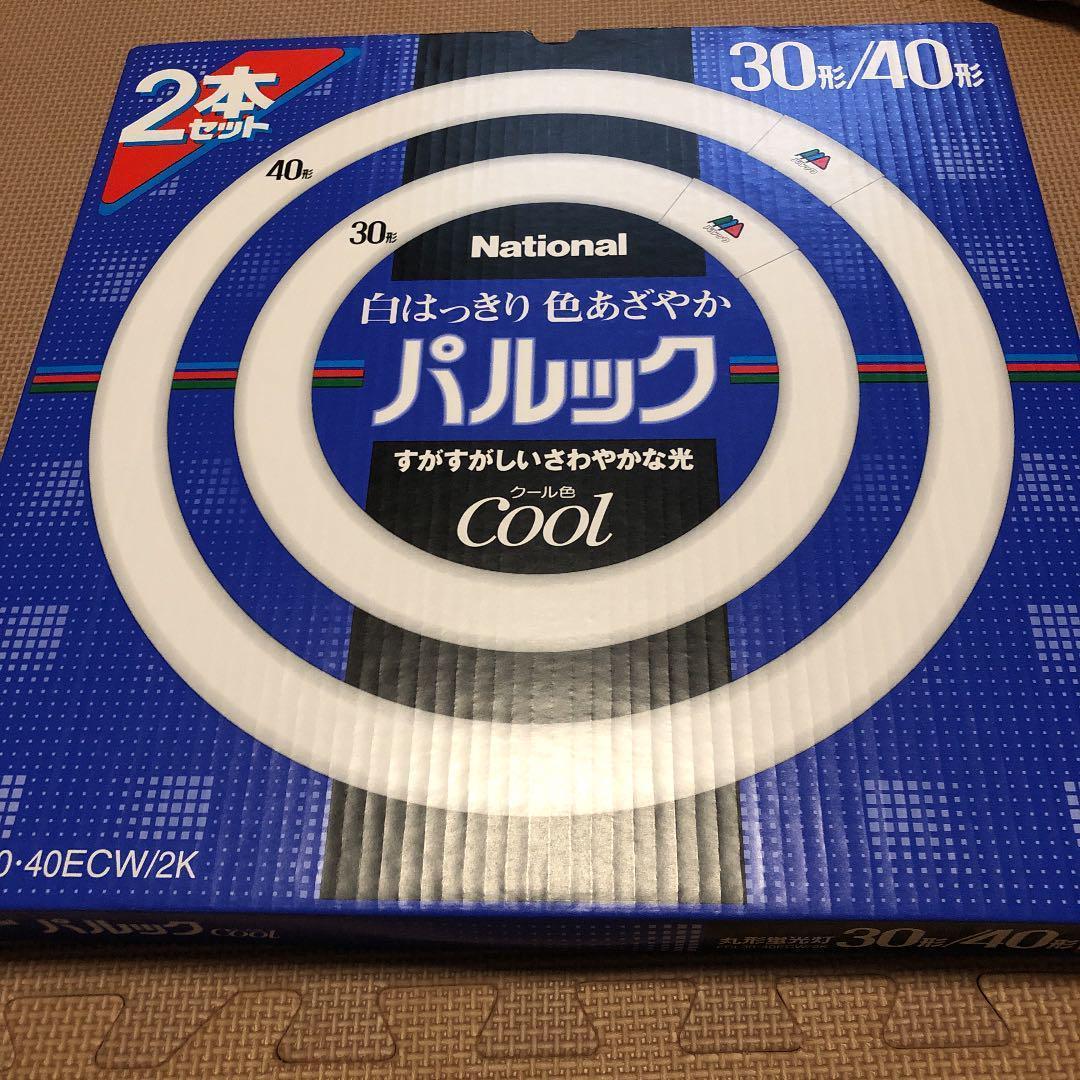 2本
セット
30形/40形
40形
30形
National
白はっきり 色あざやか
パルック
すがすがしいさわやかな光
クール色
cool
0・40ECW/2K
パルック cool
丸形蛍光灯 30形/40形